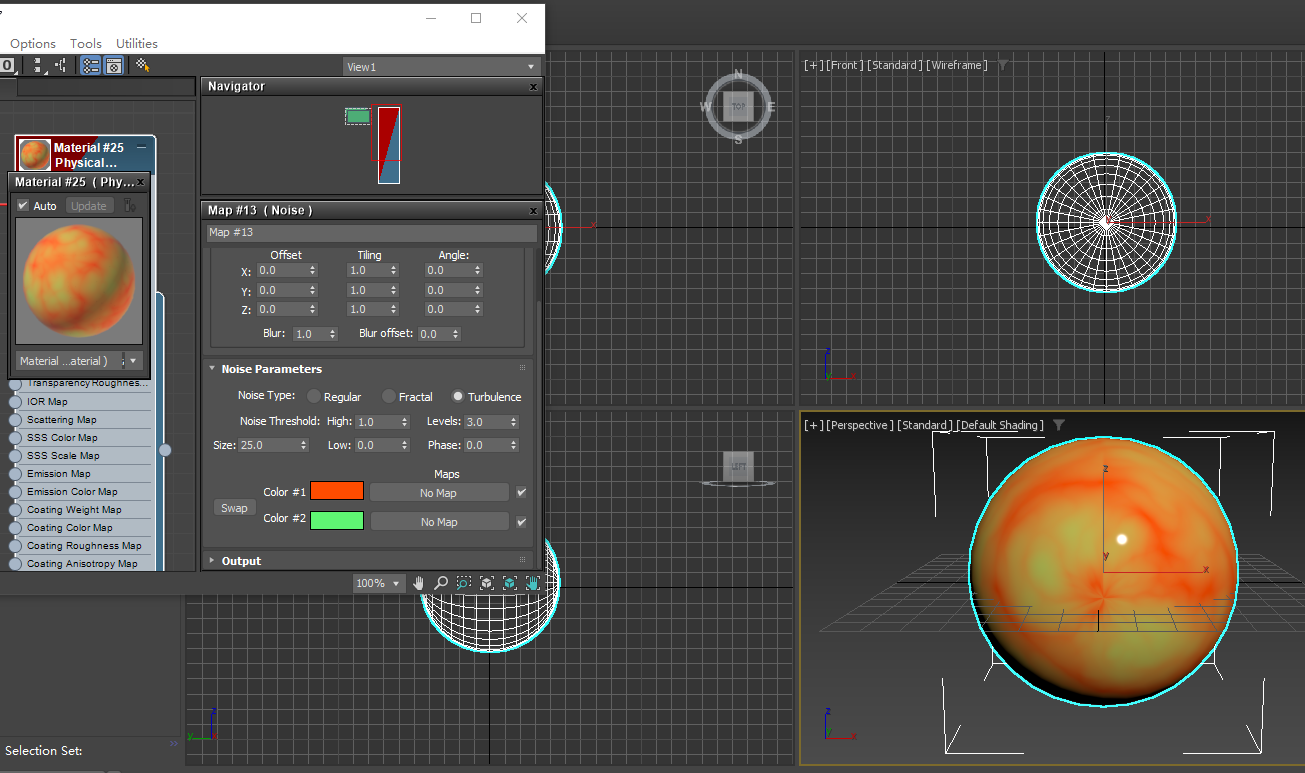 Options Tools Utilities
0
View1
Navigator x
Material #25
Physical...
Material #25 ( Phy... x
Auto Update
Material ...aterial )
Transparency Roughnes...
IOR Map
Scattering Map
SSS Color Map
SSS Scale Map
Emission Map
Emission Color Map
Coating Weight Map
Coating Color Map
Coating Roughness Map
Coating Anisotropy Map
Map #13 ( Noise ) x
Map #13
Offset Tiling Angle:
X: 0.0 1.0 0.0
Y: 0.0 1.0 0.0
Z: 0.0 1.0 0.0
Blur: 1.0 Blur offset: 0.0
Noise Parameters
Noise Type: Regular Fractal Turbulence
Noise Threshold: High: 1.0 Levels: 3.0
Size: 25.0 Low: 0.0 Phase: 0.0
Maps
Color #1 No Map
Swap
Color #2 No Map
Output
100%
N
W TOP E
S
x
[+] [Front ] [Standard ] [Wireframe ]
z
x
z
y x
LEFT
z
y
[+] [Perspective ] [Standard ] [Default Shading ]
z
y
x
z
y x
Selection Set: